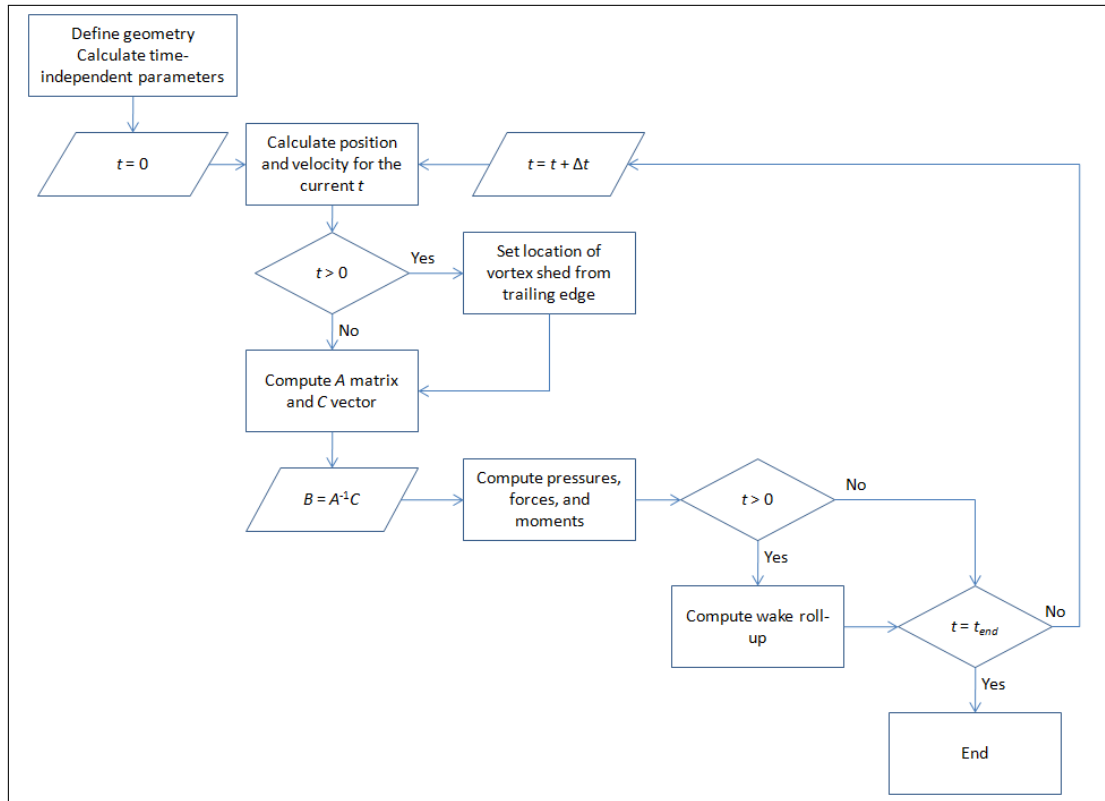 Define geometry
Calculate time-
independent parameters
t = 0
Calculate position
and velocity for the
current t
t = t + Δt
t > 0
Yes
Set location of
vortex shed from
trailing edge
No
Compute A matrix
and C vector
B = A⁻¹C
Compute pressures,
forces, and
moments
t > 0
No
Yes
Compute wake roll-
up
t = tend
No
Yes
End